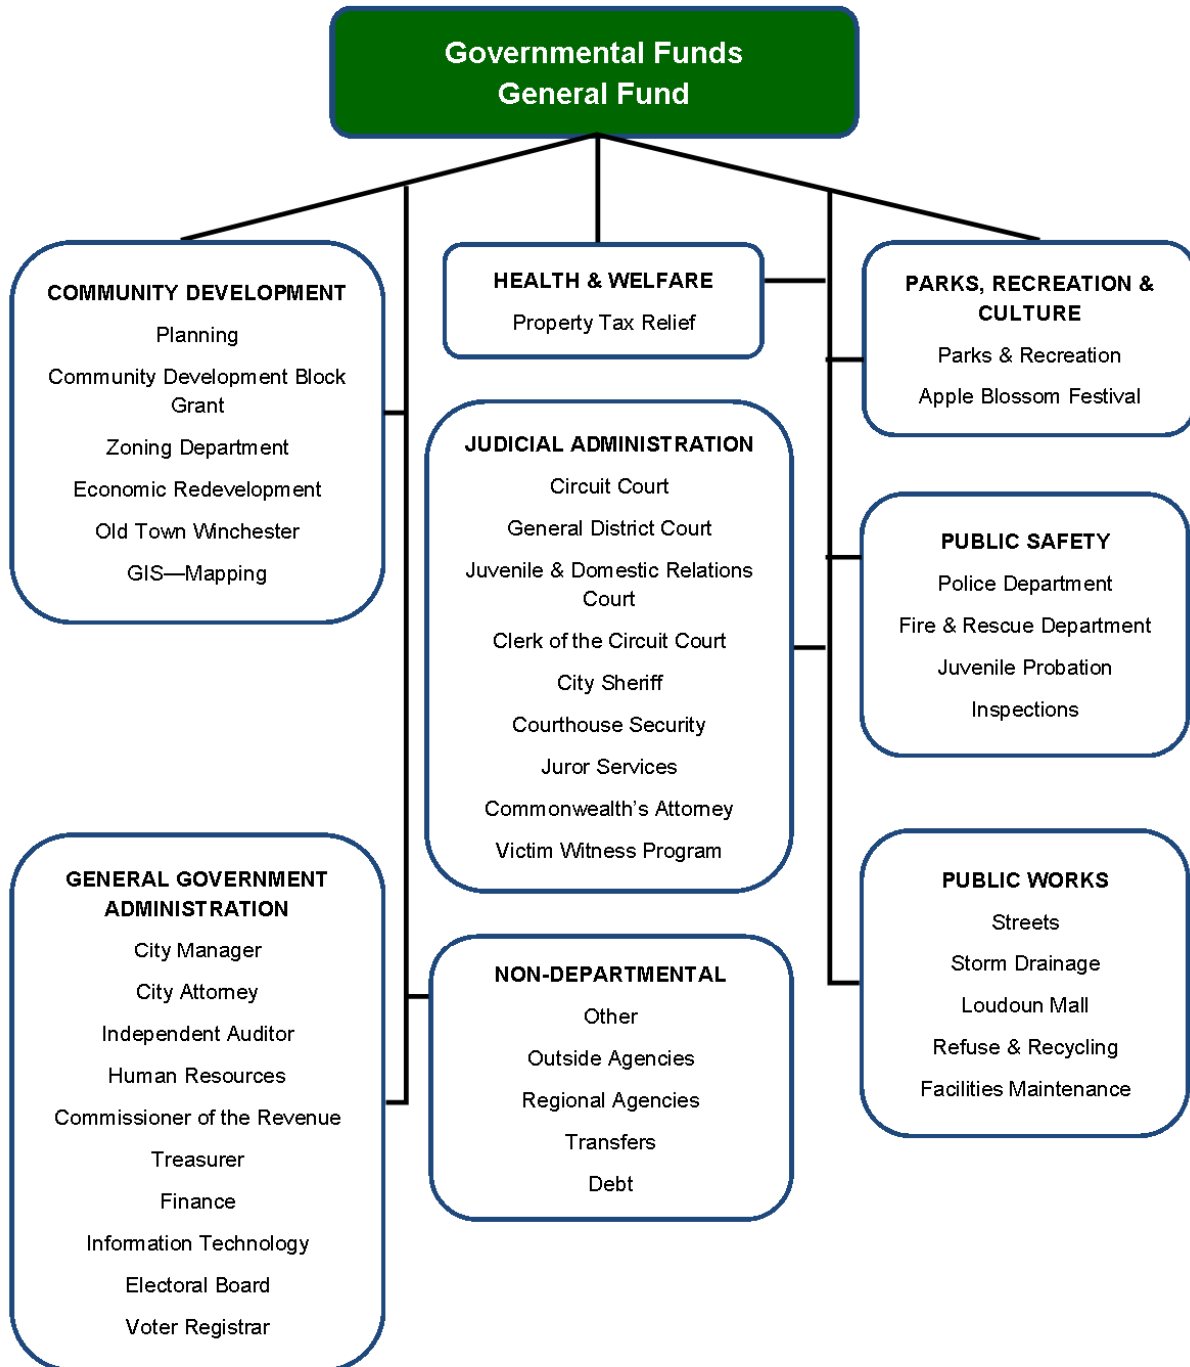 Governmental Funds
General Fund
COMMUNITY DEVELOPMENT
Planning
Community Development Block
Grant
Zoning Department
Economic Redevelopment
Old Town Winchester
GIS—Mapping
HEALTH & WELFARE
Property Tax Relief
PARKS, RECREATION &
CULTURE
Parks & Recreation
Apple Blossom Festival
JUDICIAL ADMINISTRATION
Circuit Court
General District Court
Juvenile & Domestic Relations
Court
Clerk of the Circuit Court
City Sheriff
Courthouse Security
Juror Services
Commonwealth's Attorney
Victim Witness Program
PUBLIC SAFETY
Police Department
Fire & Rescue Department
Juvenile Probation
Inspections
GENERAL GOVERNMENT
ADMINISTRATION
City Manager
City Attorney
Independent Auditor
Human Resources
Commissioner of the Revenue
Treasurer
Finance
Information Technology
Electoral Board
Voter Registrar
NON-DEPARTMENTAL
Other
Outside Agencies
Regional Agencies
Transfers
Debt
PUBLIC WORKS
Streets
Storm Drainage
Loudoun Mall
Refuse & Recycling
Facilities Maintenance